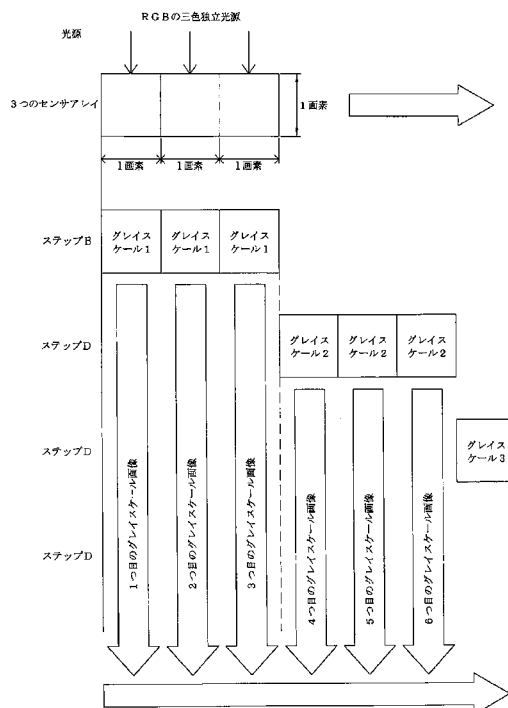 光源
RGBの三色独立光源
3つのセンサアレイ
1画素
1画素
1画素
1画素
ステップB
グレイス
ケール1
グレイス
ケール1
グレイス
ケール1
ステップD
グレイス
ケール2
グレイス
ケール2
グレイス
ケール2
ステップD
グレイス
ケール3
ステップD
1つ目のグレイスケール画像
2つ目のグレイスケール画像
3つ目のグレイスケール画像
4つ目のグレイスケール画像
5つ目のグレイスケール画像
6つ目のグレイスケール画像